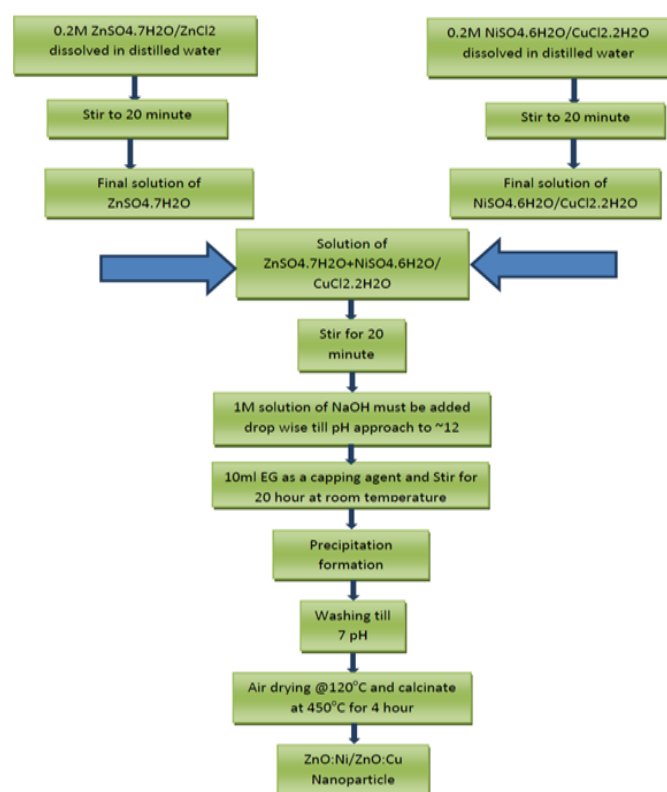 0.2M ZnSO4.7H2O/ZnCl2
dissolved in distilled water
Stir to 20 minute
Final solution of
ZnSO4.7H2O
0.2M NiSO4.6H2O/CuCl2.2H2O
dissolved in distilled water
Stir to 20 minute
Final solution of
NiSO4.6H2O/CuCl2.2H2O
Solution of
ZnSO4.7H2O+NiSO4.6H2O/
CuCl2.2H2O
Stir for 20
minute
1M solution of NaOH must be added
drop wise till pH approach to ~12
10ml EG as a capping agent and Stir for
20 hour at room temperature
Precipitation
formation
Washing till
7 pH
Air drying @120°C and calcinate
at 450°C for 4 hour
ZnO:Ni/ZnO:Cu
Nanoparticle